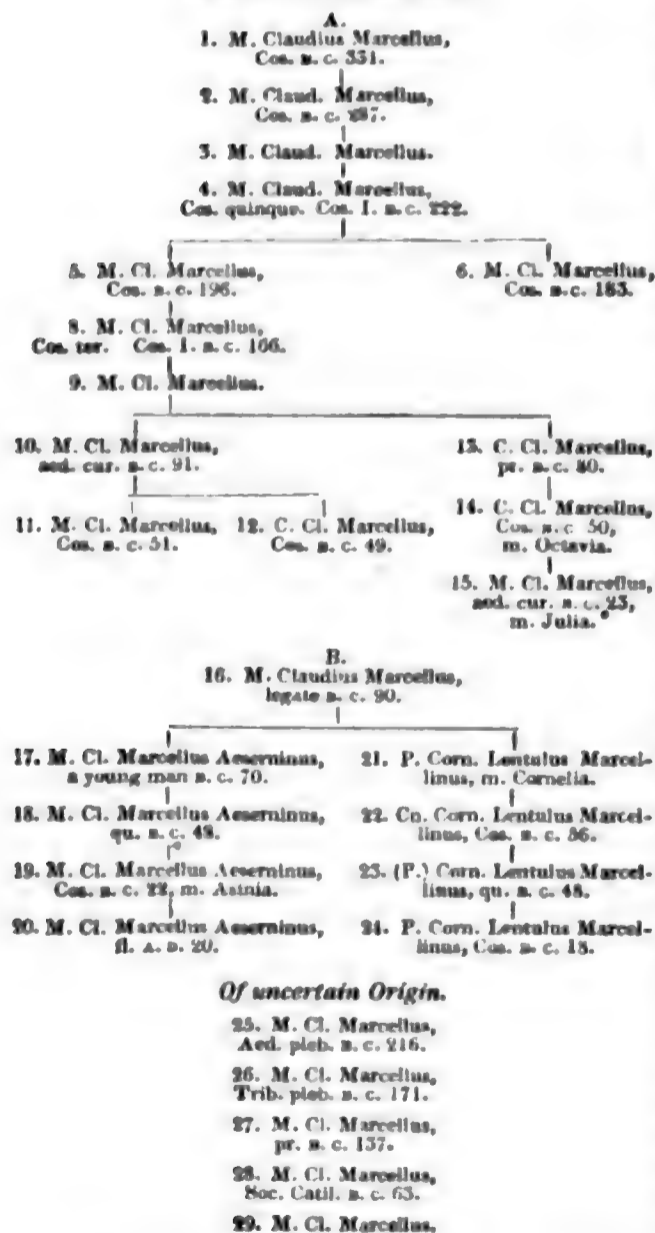 A.
1. M. Claudius Marcellus,
Cos. B. C. 331.
2. M. Claud. Marcellus,
Cos. B. C. 287.
3. M. Claud. Marcellus.
4. M. Claud. Marcellus,
Cos. quinqu. Cos. I. B. C. 222.
5. M. Cl. Marcellus, 6. M. Cl. Marcellus,
Cos. B. C. 196. Cos. B. C. 183.
8. M. Cl. Marcellus,
Cos. ter. Cos. I. B. C. 166.
9. M. Cl. Marcellus.
10. M. Cl. Marcellus, 13. C. Cl. Marcellus,
aed. cur. B. C. 91. pr. B. C. 80.
11. M. Cl. Marcellus, 12. C. Cl. Marcellus, 14. C. Cl. Marcellus,
Cos. B. C. 51. Cos. B. C. 49. Cos. B. C. 50,
m. Octavia.
15. M. Cl. Marcellus,
aed. cur. B. C. 23,
m. Julia.
B.
16. M. Claudius Marcellus,
legate B. C. 90.
17. M. Cl. Marcellus Aeserninus, 21. P. Corn. Lentulus Marcel-
a young man B. C. 70. linus, m. Cornelia.
18. M. Cl. Marcellus Aeserninus, 22. Cn. Corn. Lentulus Marcel-
qu. B. C. 48. linus, Cos. B. C. 56.
19. M. Cl. Marcellus Aeserninus, 23. (P.) Corn. Lentulus Marcel-
Cos. B. C. 22, m. Asinia. linus, qu. B. C. 48.
20. M. Cl. Marcellus Aeserninus, 24. P. Corn. Lentulus Marcel-
fl. A. D. 20. linus, Cos. B. C. 18.
Of uncertain Origin.
25. M. Cl. Marcellus,
Aed. pleb. B. C. 216.
26. M. Cl. Marcellus,
Trib. pleb. B. C. 171.
27. M. Cl. Marcellus,
pr. B. C. 137.
28. M. Cl. Marcellus,
Soc. Catil. B. C. 63.
29. M. Cl. Marcellus,